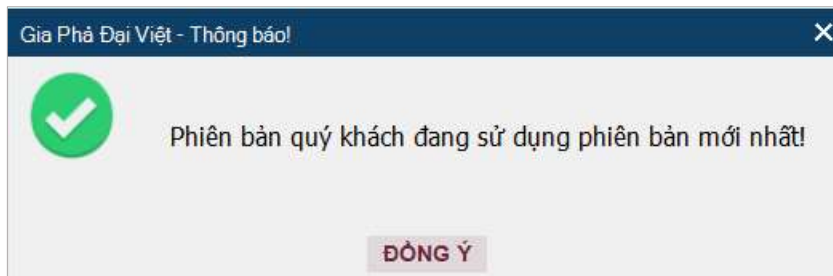 Gia Phả Đại Việt - Thông báo!
Phiên bản quý khách đang sử dụng phiên bản mới nhất!
ĐỒNG Ý